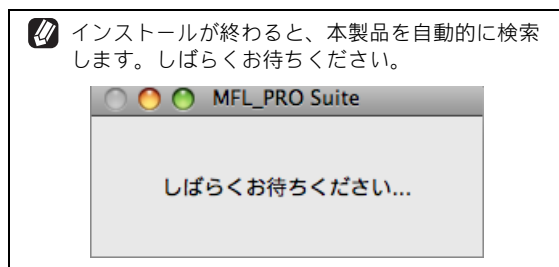 インストールが終わると、本製品を自動的に検索
します。しばらくお待ちください。
MFL_PRO Suite
しばらくお待ちください...